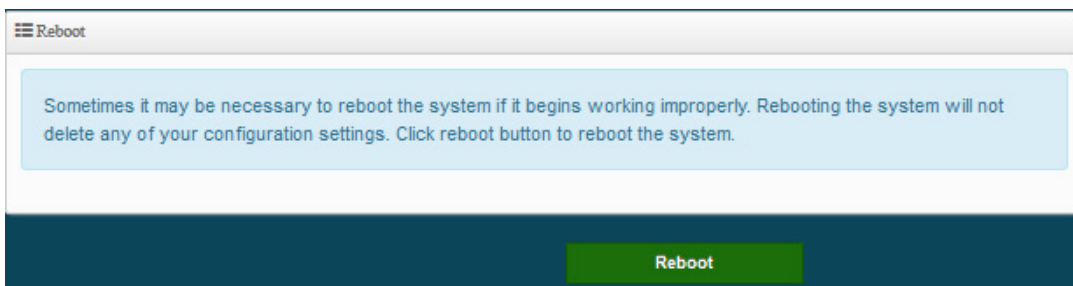 Reboot
Sometimes it may be necessary to reboot the system if it begins working improperly. Rebooting the system will not
delete any of your configuration settings. Click reboot button to reboot the system.
Reboot